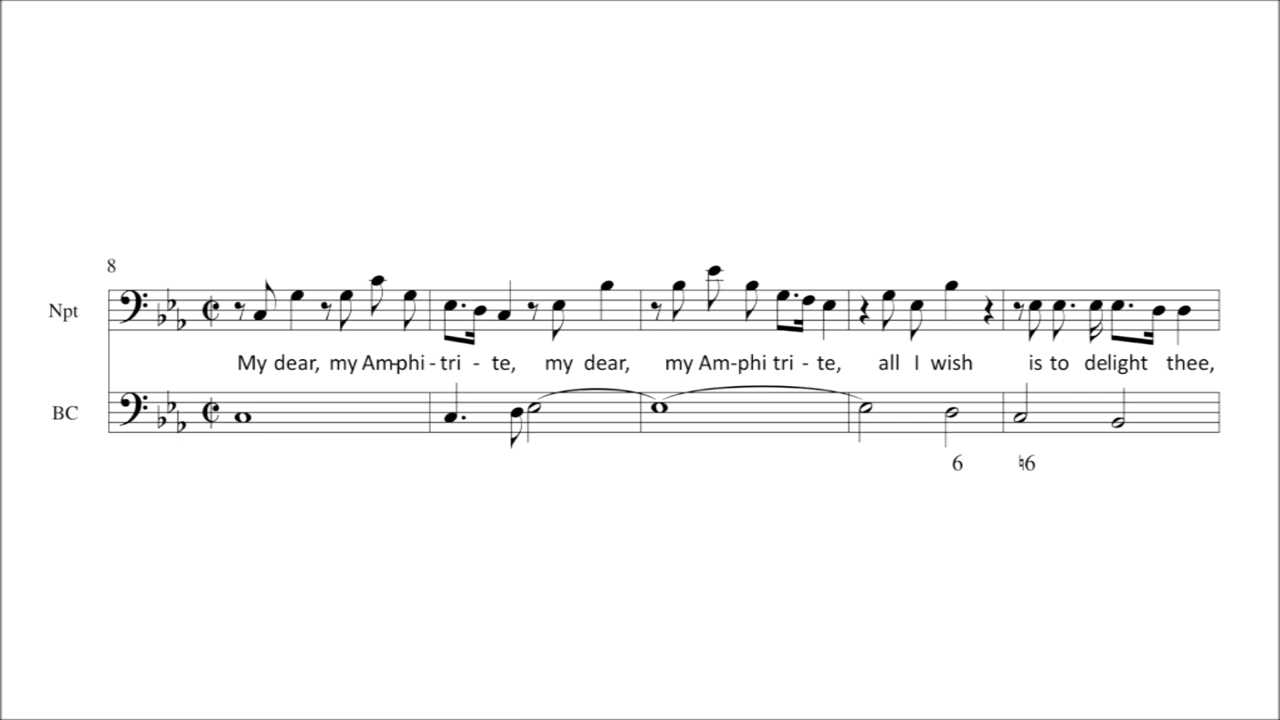 8
Npt
My dear, my Am-phi - tri - te, my dear, my Am-phi tri - te, all I wish is to delight thee,
BC
6 ♮6